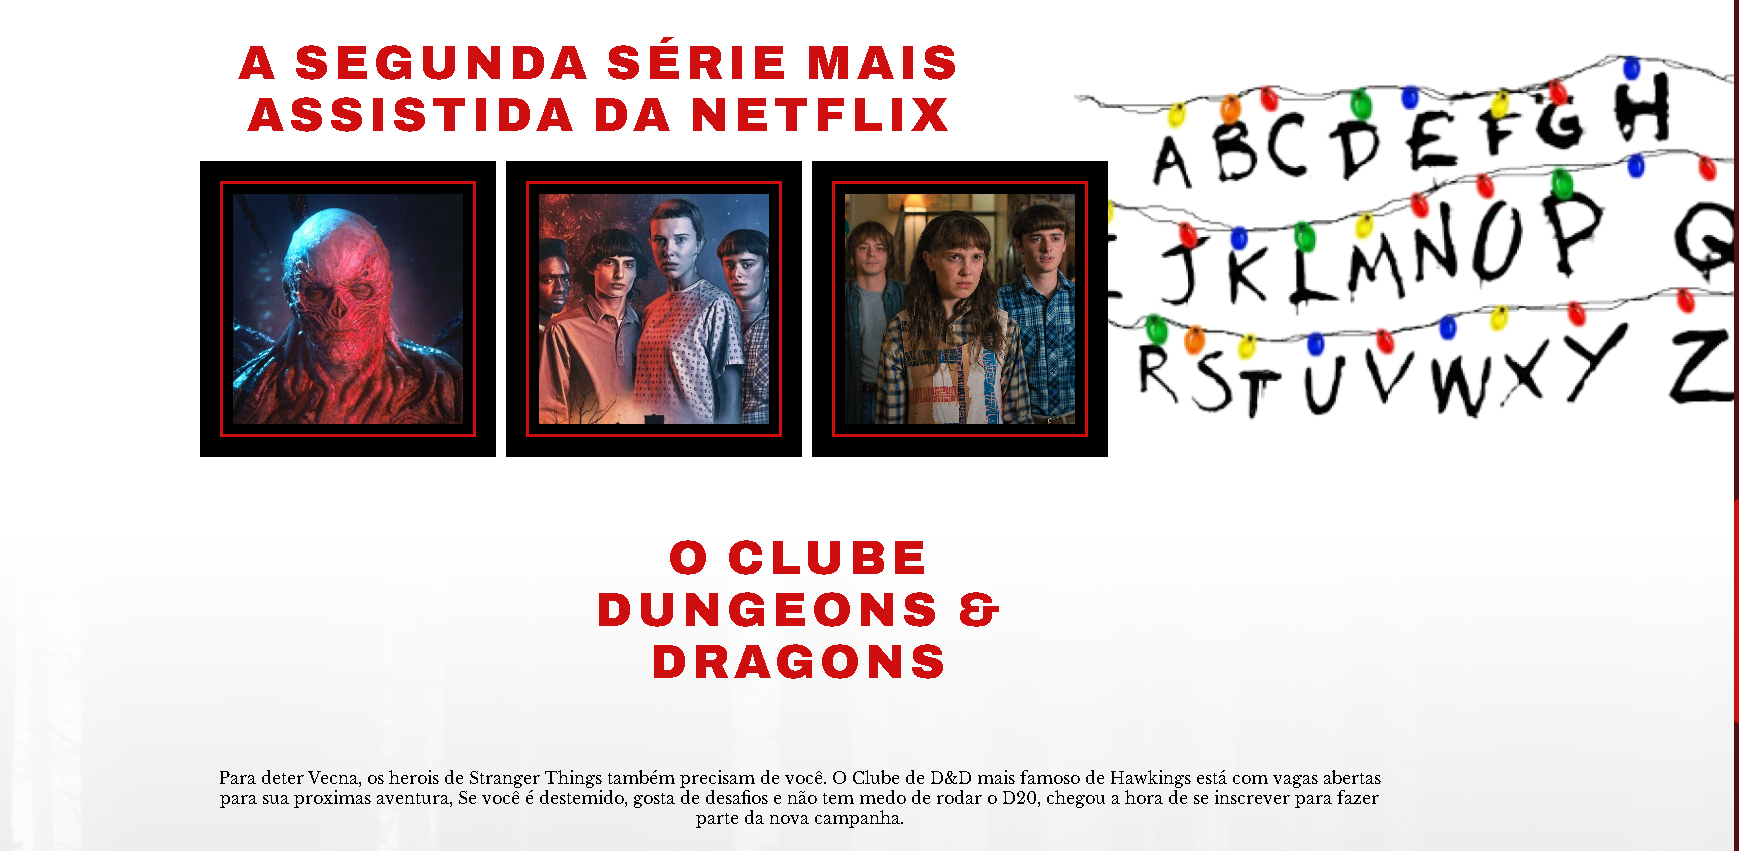 A SEGUNDA SÉRIE MAIS
ASSISTIDA DA NETFLIX
A B C D E F G H
J K L M N O P Q
R S T U V W X Y Z
O CLUBE
DUNGEONS &
DRAGONS
Para deter Vecna, os herois de Stranger Things também precisam de você. O Clube de D&D mais famoso de Hawkings está com vagas abertas
para sua proximas aventura, Se você é destemido, gosta de desafios e não tem medo de rodar o D20, chegou a hora de se inscrever para fazer
parte da nova campanha.